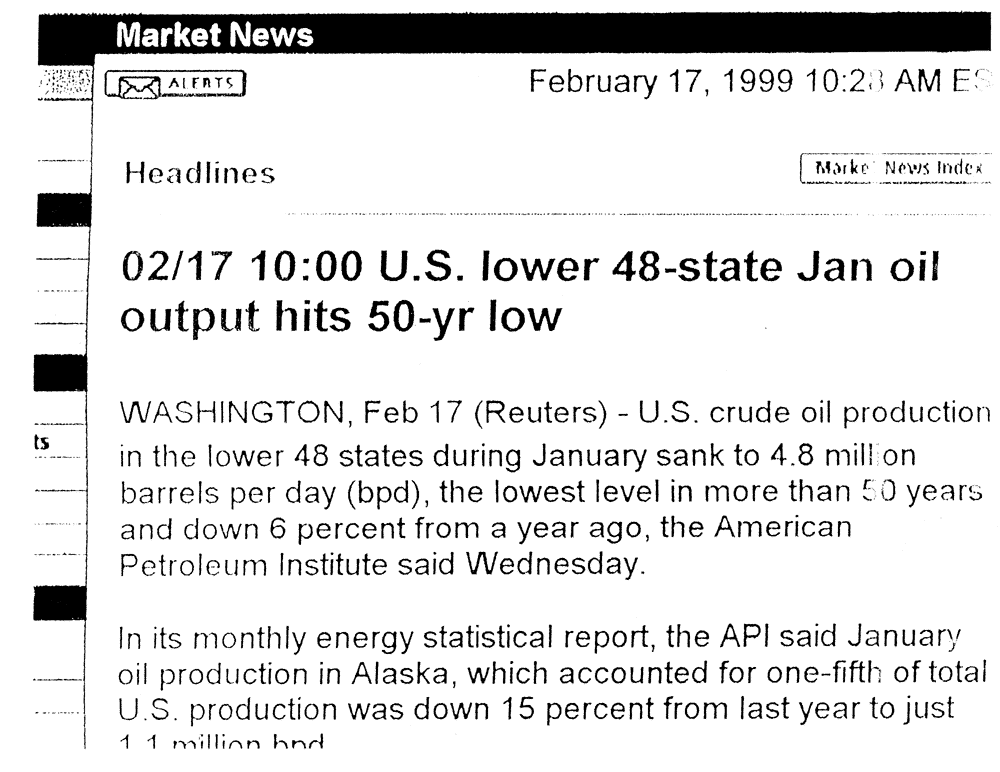 Market News
ALERTS
February 17, 1999 10:28 AM ES
Headlines
Market News Index
02/17 10:00 U.S. lower 48-state Jan oil
output hits 50-yr low
WASHINGTON, Feb 17 (Reuters) - U.S. crude oil production
in the lower 48 states during January sank to 4.8 million
ts
barrels per day (bpd), the lowest level in more than 50 years
and down 6 percent from a year ago, the American
Petroleum Institute said Wednesday.
In its monthly energy statistical report, the API said January
oil production in Alaska, which accounted for one-fifth of total
U.S. production was down 15 percent from last year to just
1.1 million bpd